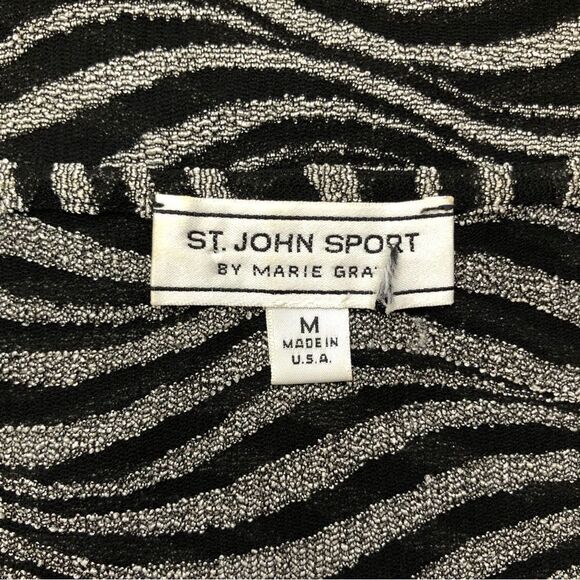 ST. JOHN SPORT
BY MARIE GRA
M
MADE IN
U.S.A.